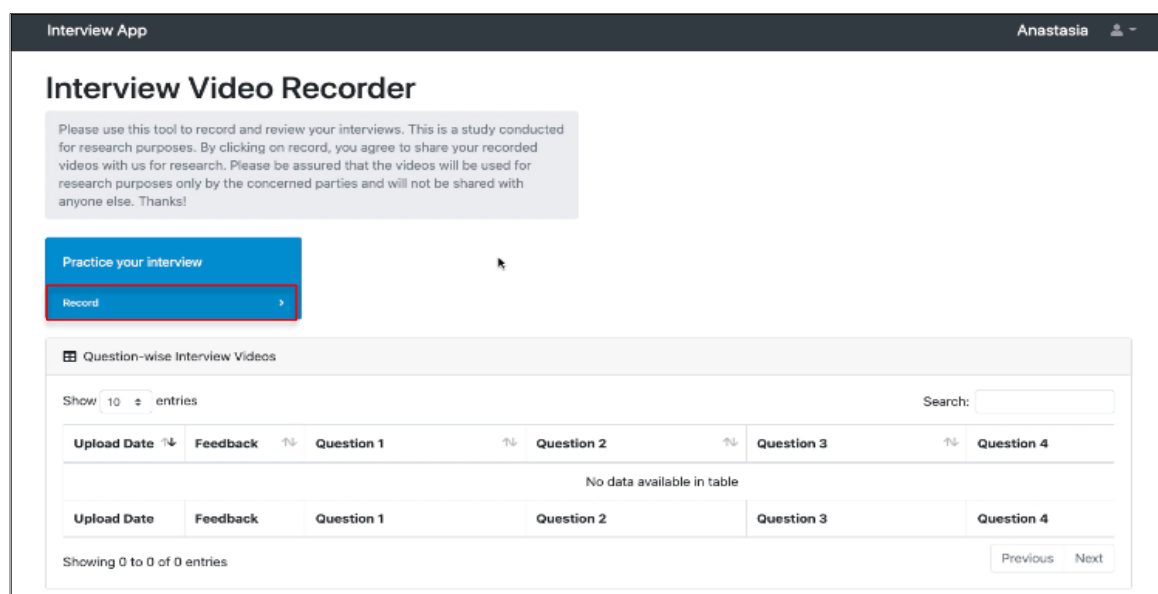 Interview App
Anastasia
Interview Video Recorder
Please use this tool to record and review your interviews. This is a study conducted
for research purposes. By clicking on record, you agree to share your recorded
videos with us for research. Please be assured that the videos will be used for
research purposes only by the concerned parties and will not be shared with
anyone else. Thanks!
Practice your interview
Record
Question-wise Interview Videos
Show 10 entries
Search:
Upload Date Feedback Question 1 Question 2 Question 3 Question 4
No data available in table
Upload Date Feedback Question 1 Question 2 Question 3 Question 4
Showing 0 to 0 of 0 entries
Previous Next